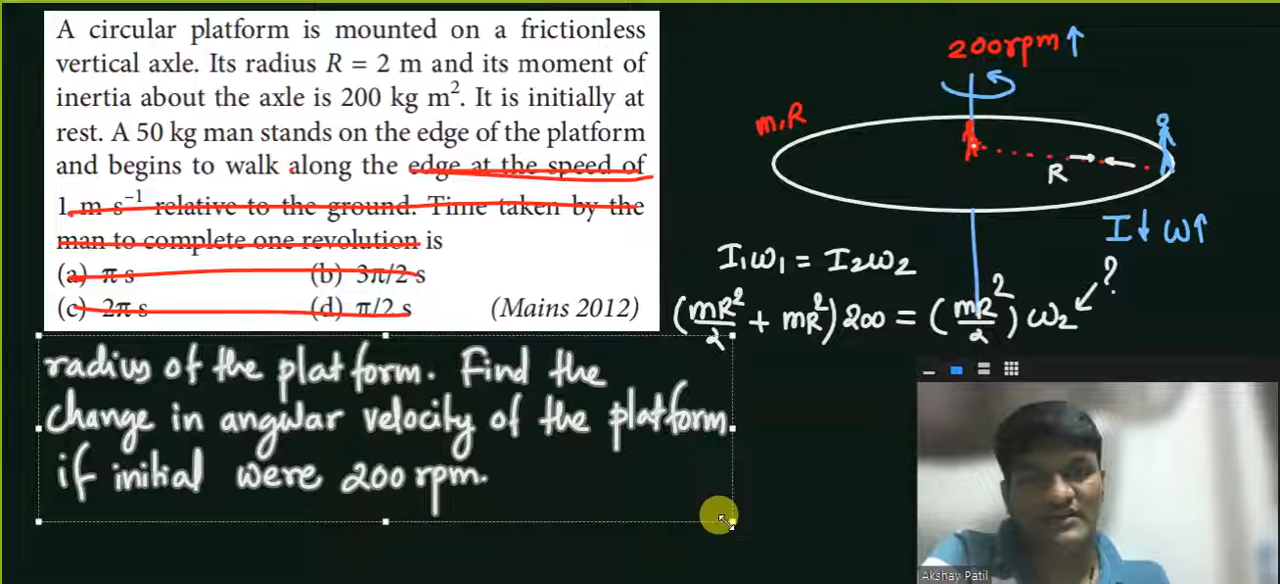 A circular platform is mounted on a frictionless
vertical axle. Its radius R = 2 m and its moment of
inertia about the axle is 200 kg m². It is initially at
rest. A 50 kg man stands on the edge of the platform
and begins to walk along the edge at the speed of
1 m s⁻¹ relative to the ground. Time taken by the
man to complete one revolution is
(a) π s (b) 3π/2 s
(c) 2π s (d) π/2 s (Mains 2012)
radius of the platform. Find the
change in angular velocity of the platform
if initial were 200 rpm.
200rpm ↑
m, R
R
I↓ ω↑
I₁ω₁ = I₂ω₂
?
(mR²/2 + mR²) 200 = (mR²/2) ω₂
Akshay Patil